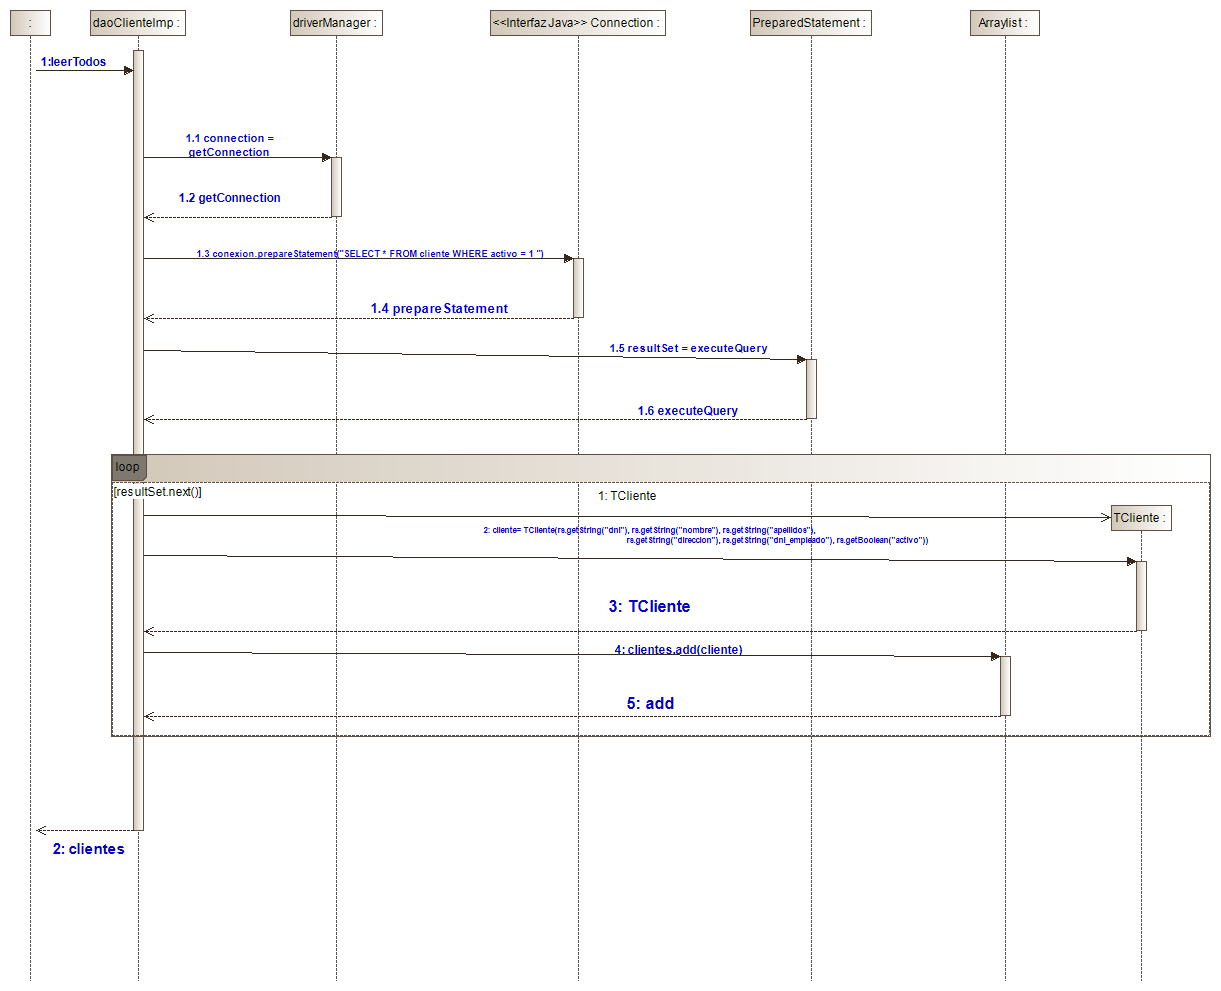 :
daoClienteImp :
driverManager :
<<InterfazJava>> Connection :
PreparedStatement :
Arraylist :
1:leerTodos
1.1 connection =
getConnection
1.2 getConnection
1.3 conexion.prepareStatement("SELECT * FROM cliente WHERE activo = 1 ")
1.4 prepareStatement
1.5 resultSet = executeQuery
1.6 executeQuery
loop
[resultSet.next()]
1: TCliente
TCliente :
2: cliente= TCliente(rs.getString("dni"), rs.getString("nombre"), rs.getString("apellidos"),
rs.getString("direccion"), rs.getString("dni_empleado"), rs.getBoolean("activo"))
3: TCliente
4: clientes.add(cliente)
5: add
2: clientes